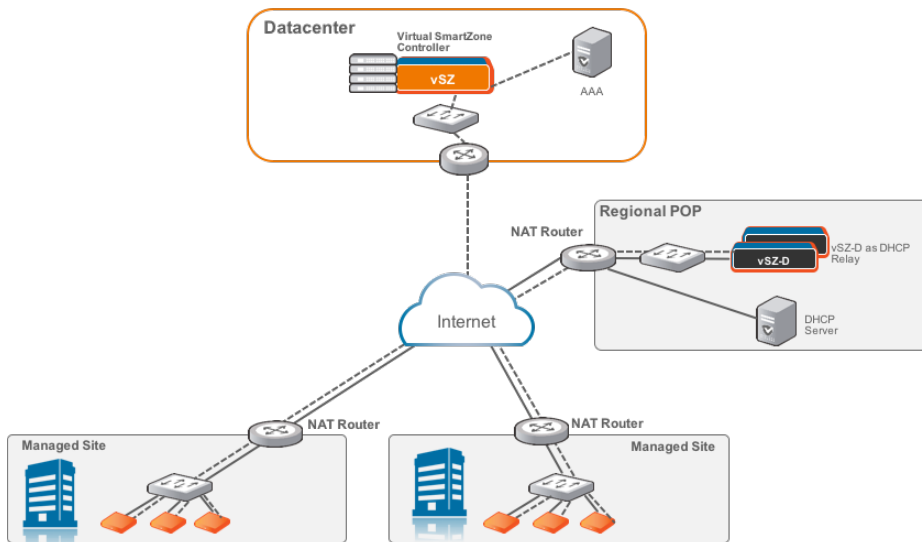 Datacenter
Virtual SmartZone
Controller
vSZ
AAA
Regional POP
NAT Router
vSZ-D as DHCP
Relay
vSZ-D
Internet
DHCP
Server
NAT Router
NAT Router
Managed Site
Managed Site